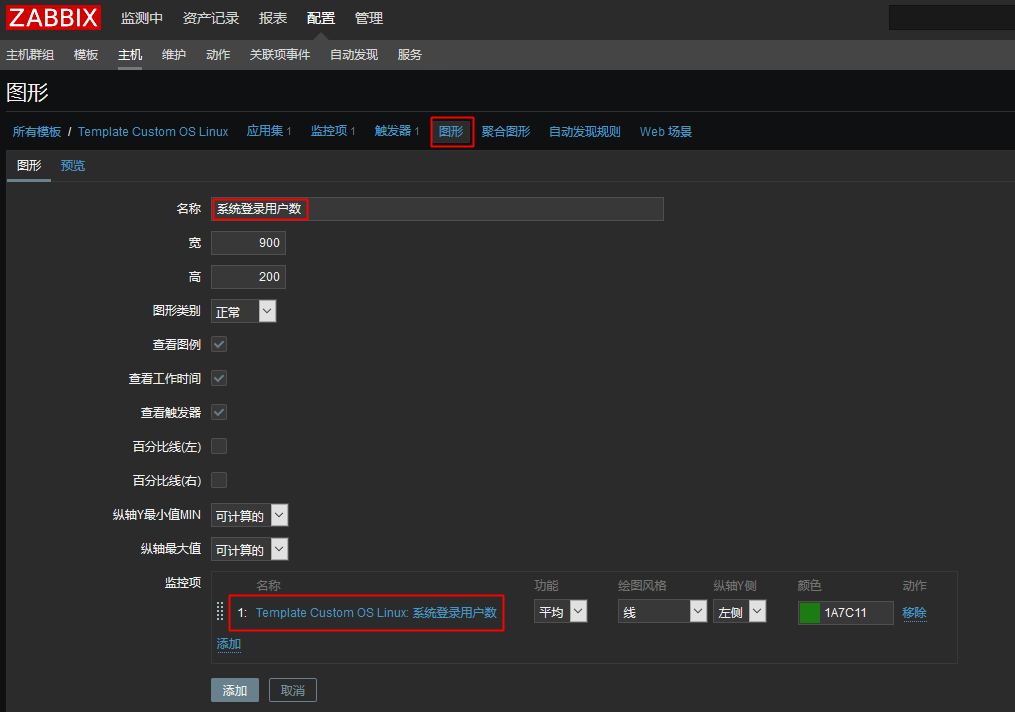 ZABBIX 监测中 资产记录 报表 配置 管理
主机群组 模板 主机 维护 动作 关联项事件 自动发现 服务
图形
所有模板 / Template Custom OS Linux 应用集 1 监控项 1 触发器 1 图形 聚合图形 自动发现规则 Web 场景
图形 预览
名称 系统登录用户数
宽 900
高 200
图形类别 正常
查看图例
查看工作时间
查看触发器
百分比线(左)
百分比线(右)
纵轴Y最小值MIN 可计算的
纵轴最大值 可计算的
监控项 名称 功能 绘图风格 纵轴Y侧 颜色 动作
1: Template Custom OS Linux: 系统登录用户数 平均 线 左侧 1A7C11 移除
添加
添加 取消